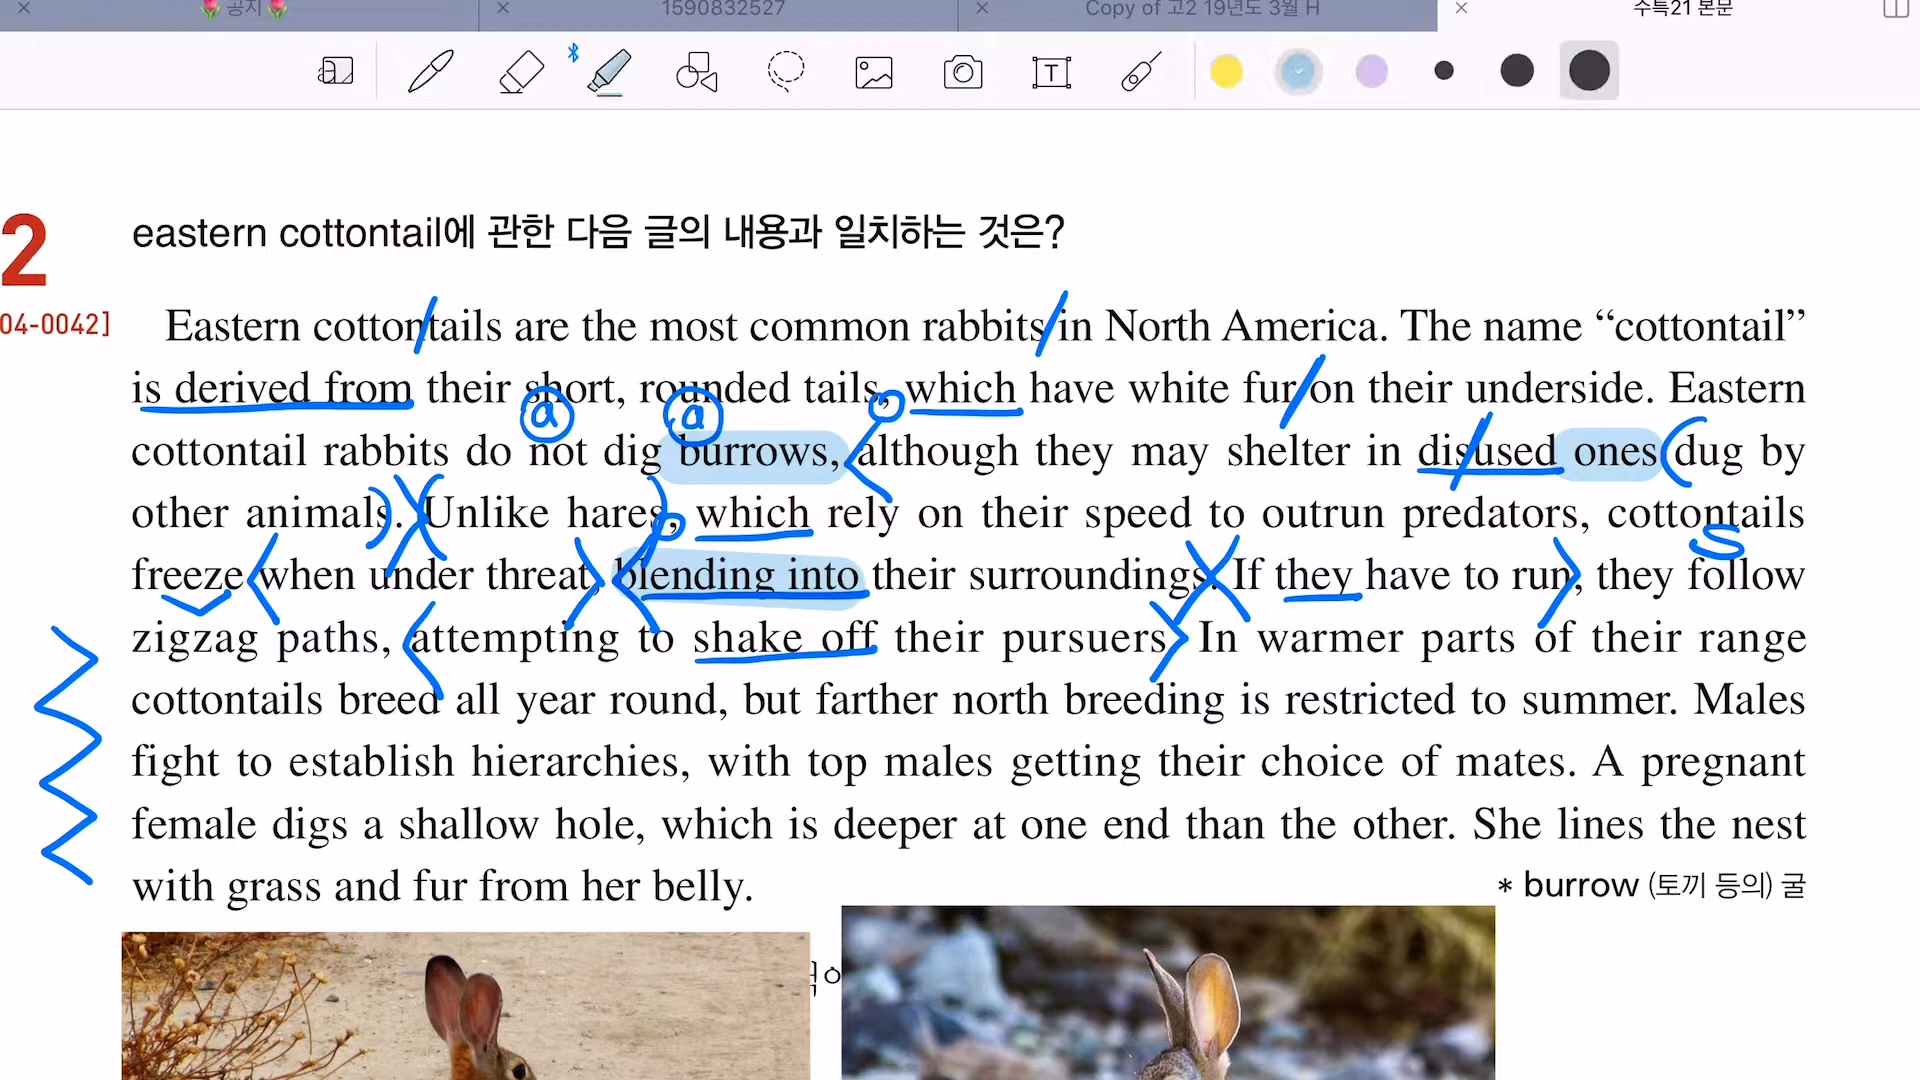 🌷 공지 🌷
1590832527
Copy of 고2 19년도 3월 H
수특21 본문
T
2
eastern cottontail에 관한 다음 글의 내용과 일치하는 것은?
04-0042]
Eastern cottontails are the most common rabbits in North America. The name “cottontail”
is derived from their short, rounded tails, which have white fur on their underside. Eastern
ⓐ ⓐ
cottontail rabbits do not dig burrows, although they may shelter in disused ones dug by
other animals. Unlike hares, which rely on their speed to outrun predators, cottontails
S
freeze when under threat, blending into their surroundings. If they have to run, they follow
zigzag paths, attempting to shake off their pursuers. In warmer parts of their range
cottontails breed all year round, but farther north breeding is restricted to summer. Males
fight to establish hierarchies, with top males getting their choice of mates. A pregnant
female digs a shallow hole, which is deeper at one end than the other. She lines the nest
with grass and fur from her belly.
* burrow (토끼 등의) 굴